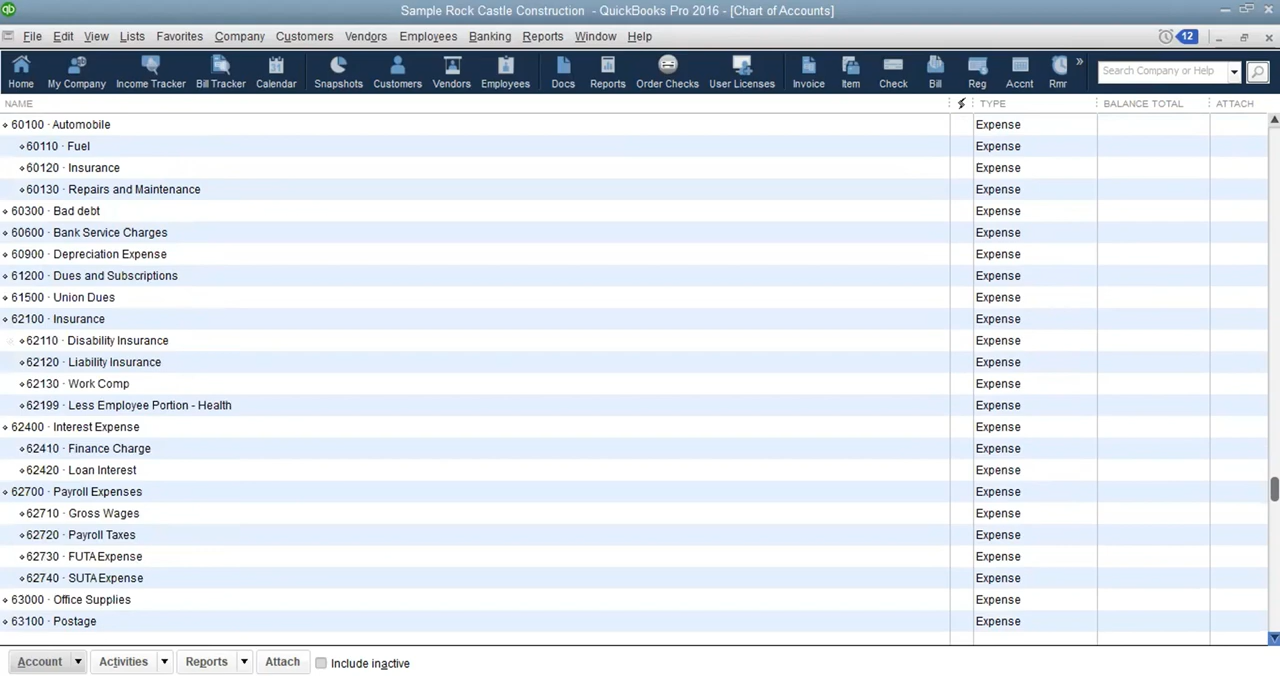 qb Sample Rock Castle Construction - QuickBooks Pro 2016 - [Chart of Accounts]
File Edit View Lists Favorites Company Customers Vendors Employees Banking Reports Window Help 12
Home My Company Income Tracker Bill Tracker Calendar Snapshots Customers Vendors Employees Docs Reports Order Checks User Licenses Invoice Item Check Bill Reg Accnt Rmr » Search Company or Help
NAME TYPE BALANCE TOTAL ATTACH
60100 · Automobile Expense
60110 · Fuel Expense
60120 · Insurance Expense
60130 · Repairs and Maintenance Expense
60300 · Bad debt Expense
60600 · Bank Service Charges Expense
60900 · Depreciation Expense Expense
61200 · Dues and Subscriptions Expense
61500 · Union Dues Expense
62100 · Insurance Expense
62110 · Disability Insurance Expense
62120 · Liability Insurance Expense
62130 · Work Comp Expense
62199 · Less Employee Portion - Health Expense
62400 · Interest Expense Expense
62410 · Finance Charge Expense
62420 · Loan Interest Expense
62700 · Payroll Expenses Expense
62710 · Gross Wages Expense
62720 · Payroll Taxes Expense
62730 · FUTA Expense Expense
62740 · SUTA Expense Expense
63000 · Office Supplies Expense
63100 · Postage Expense
Account Activities Reports Attach Include inactive